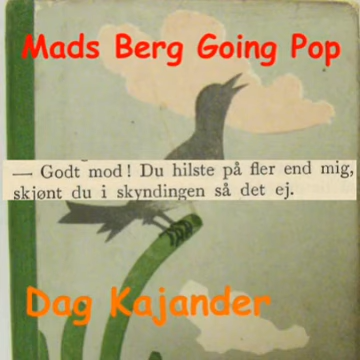 Mads Berg Going Pop
— Godt mod! Du hilste på fler end mig,
skjønt du i skyndingen så det ej.
Dag Kajander